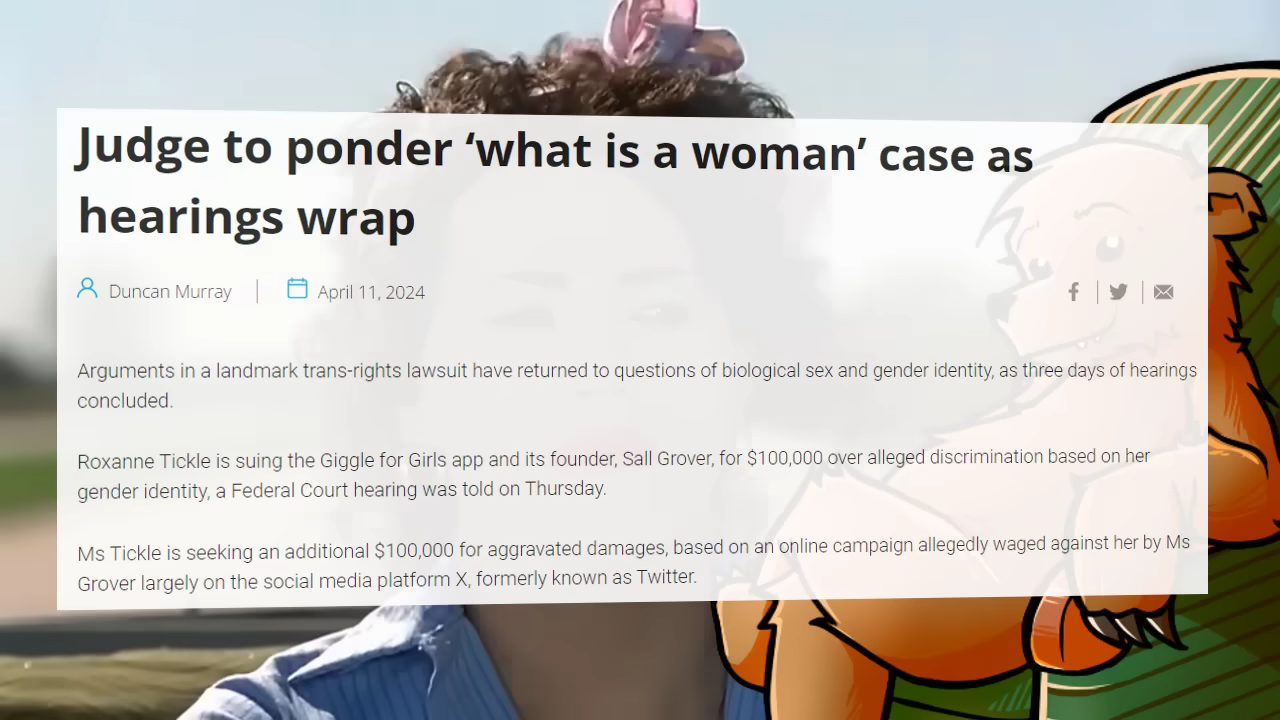 Judge to ponder ‘what is a woman’ case as
hearings wrap
Duncan Murray
April 11, 2024
Arguments in a landmark trans-rights lawsuit have returned to questions of biological sex and gender identity, as three days of hearings
concluded.
Roxanne Tickle is suing the Giggle for Girls app and its founder, Sall Grover, for $100,000 over alleged discrimination based on her
gender identity, a Federal Court hearing was told on Thursday.
Ms Tickle is seeking an additional $100,000 for aggravated damages, based on an online campaign allegedly waged against her by Ms
Grover largely on the social media platform X, formerly known as Twitter.